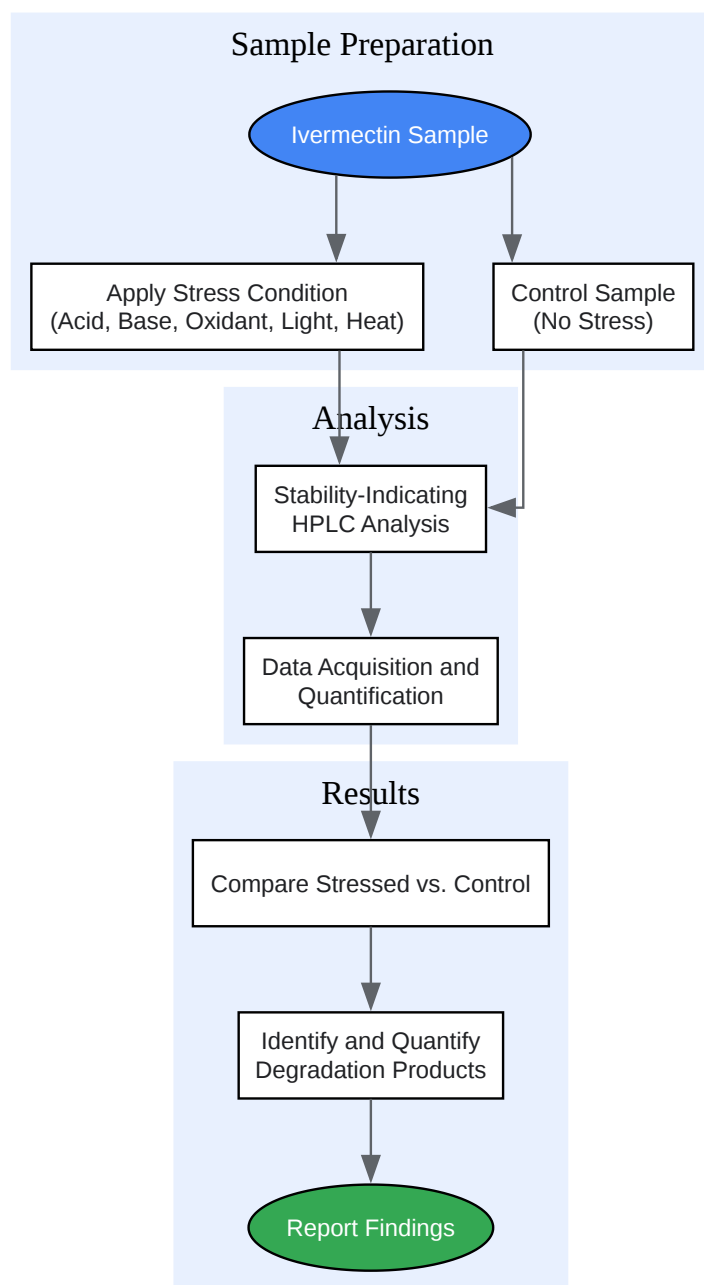 Sample Preparation
Ivermectin Sample
Apply Stress Condition
(Acid, Base, Oxidant, Light, Heat)
Control Sample
(No Stress)
Analysis
Stability-Indicating
HPLC Analysis
Data Acquisition and
Quantification
Results
Compare Stressed vs. Control
Identify and Quantify
Degradation Products
Report Findings